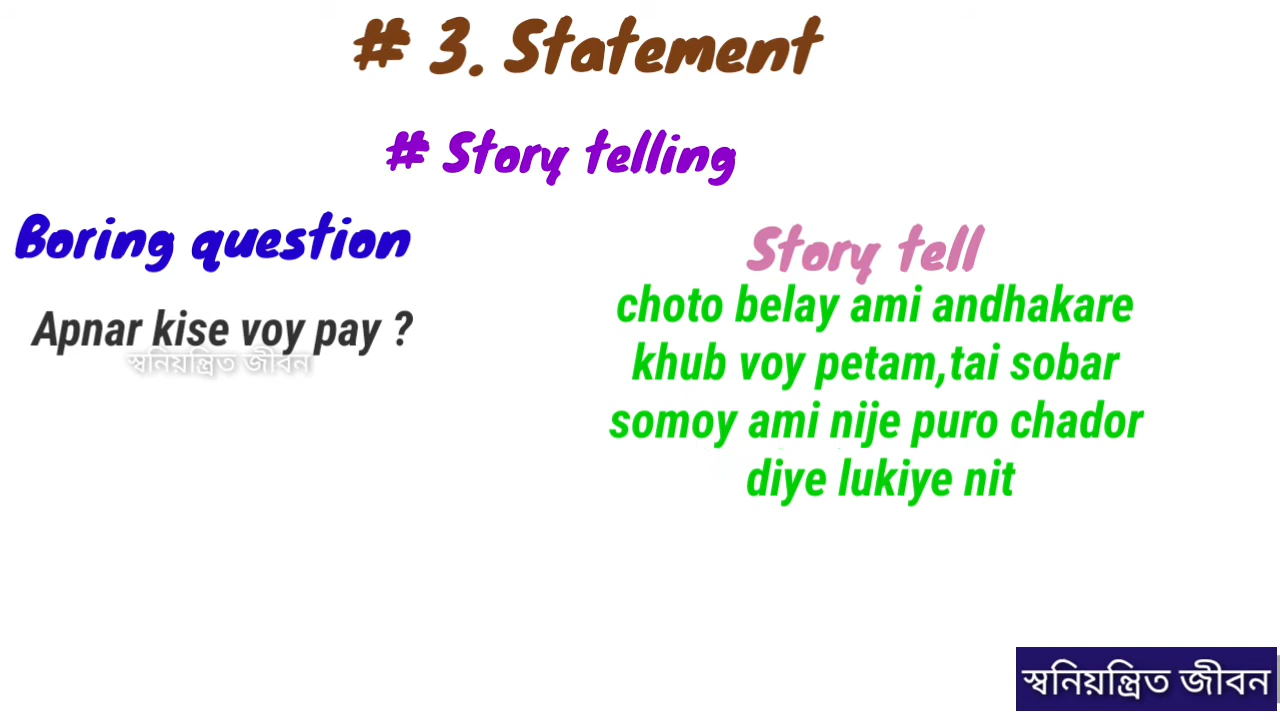 # 3. Statement
# Story telling
Boring question
Apnar kise voy pay ?
স্বনিয়ন্ত্রিত জীবন
Story tell
choto belay ami andhakare
khub voy petam,tai sobar
somoy ami nije puro chador
diye lukiye nit
স্বনিয়ন্ত্রিত জীবন